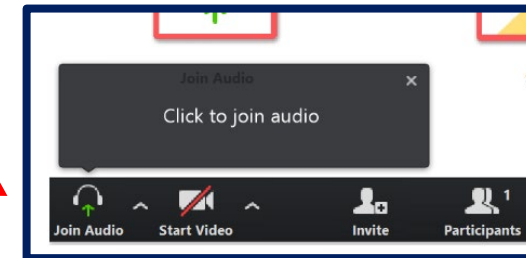 Join Audio
×
Click to join audio
Join Audio
Start Video
Invite
Participants
1